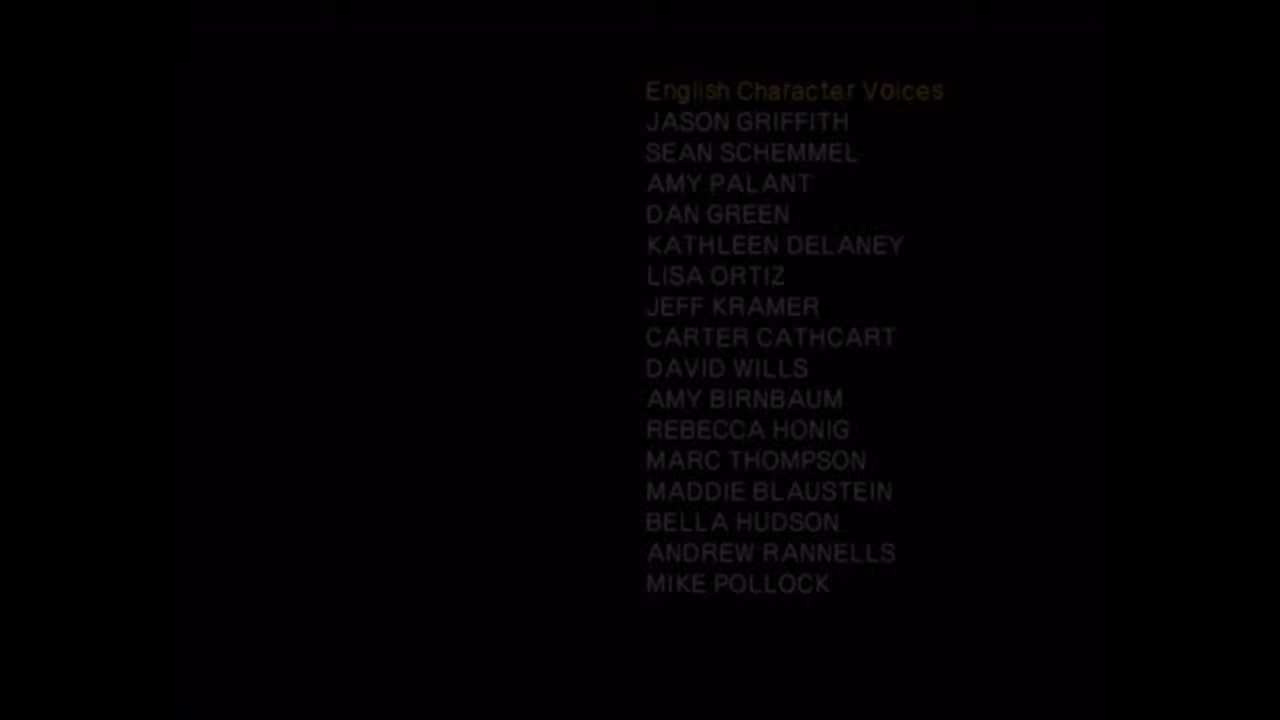 English Character Voices
JASON GRIFFITH
SEAN SCHEMMEL
AMY PALANT
DAN GREEN
KATHLEEN DELANEY
LISA ORTIZ
JEFF KRAMER
CARTER CATHCART
DAVID WILLS
AMY BIRNBAUM
REBECCA HONIG
MARC THOMPSON
MADDIE BLAUSTEIN
BELLA HUDSON
ANDREW RANNELLS
MIKE POLLOCK